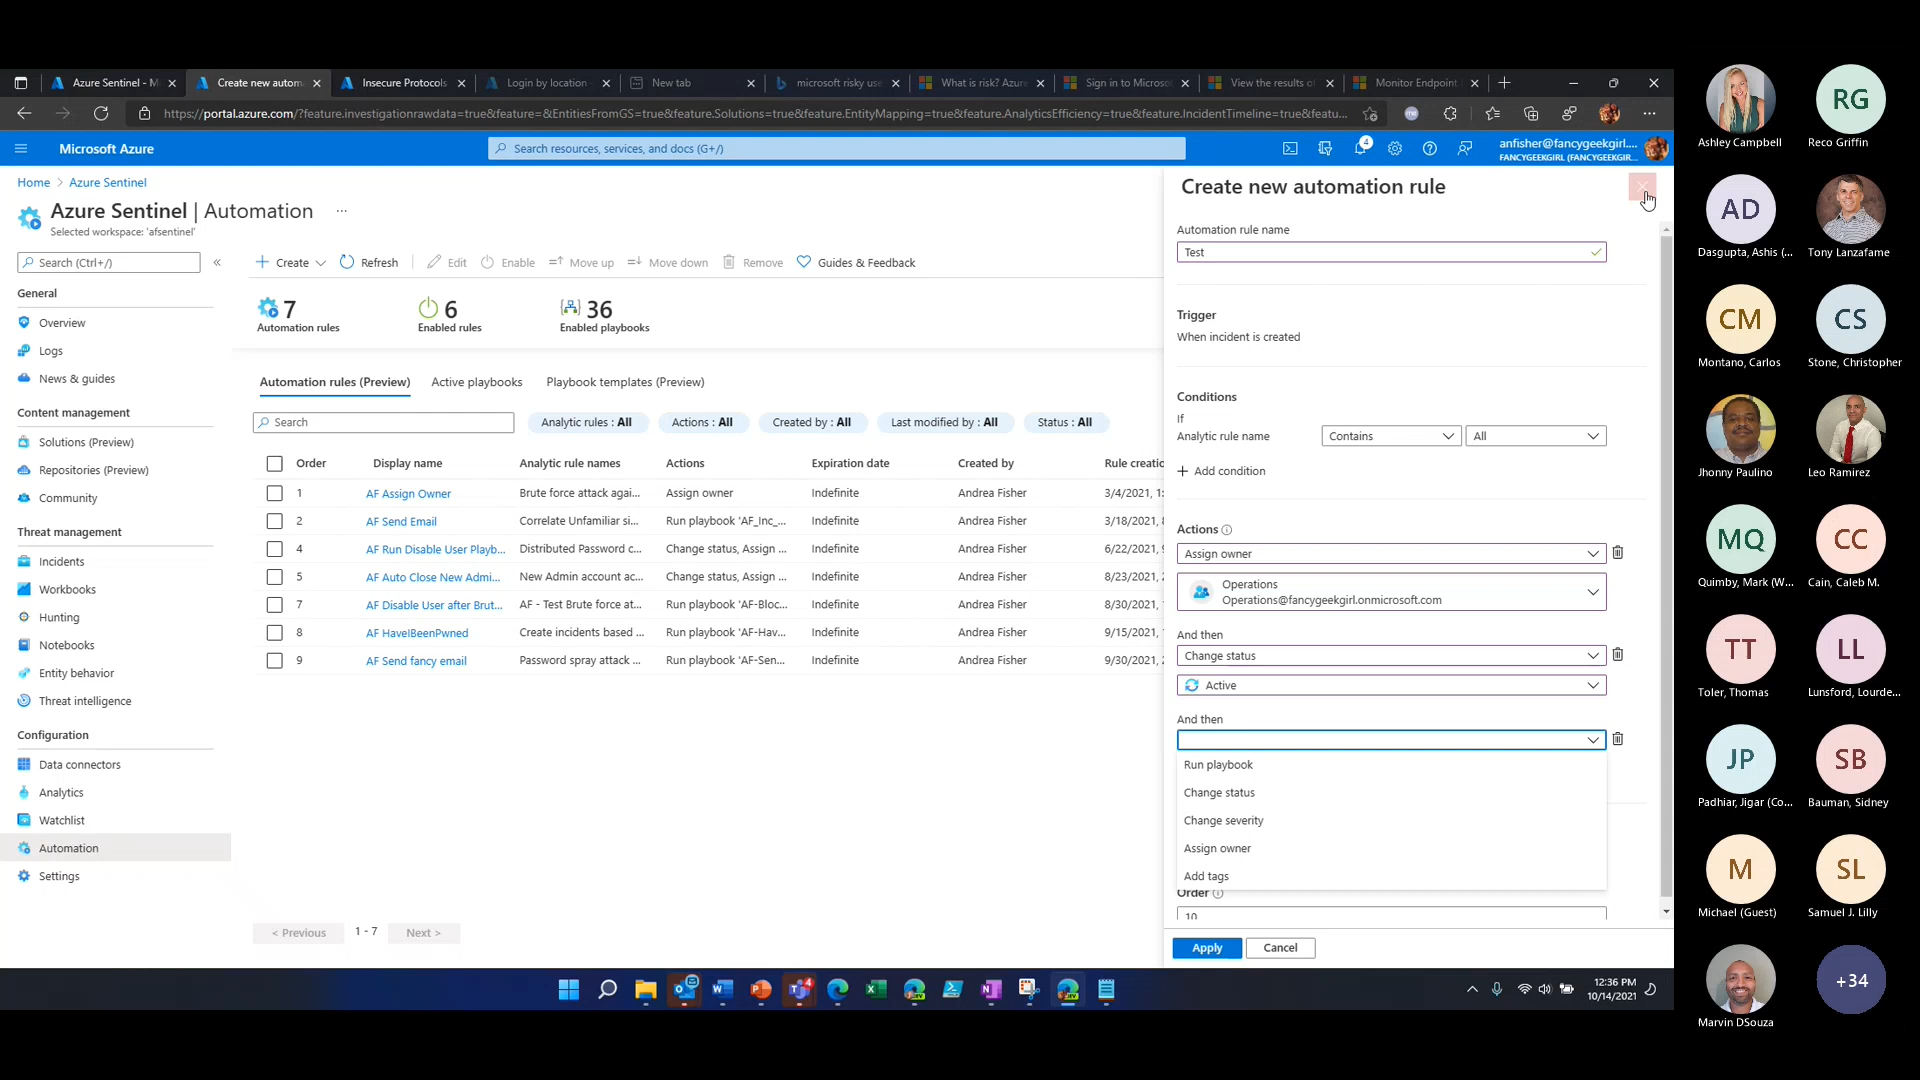 Azure Sentinel - M
Create new autom
Insecure Protocols
Login by location -
New tab
microsoft risky use
What is risk? Azure
Sign in to Microso
View the results of
Monitor Endpoint
https://portal.azure.com/?feature.investigationrawdata=true&feature=&EntitiesFromGS=true&feature.Solutions=true&feature.EntityMapping=true&feature.AnalyticsEfficiency=true&feature.IncidentTimeline=true&featu...
Microsoft Azure
Search resources, services, and docs (G+/)
4
anfisher@fancygeekgirl....
FANCYGEEKGIRL (FANCYGEEKGIR...
Home > Azure Sentinel
Azure Sentinel | Automation ...
Selected workspace: 'afsentinel'
Search (Ctrl+/)
«
General
Overview
Logs
News & guides
Content management
Solutions (Preview)
Repositories (Preview)
Community
Threat management
Incidents
Workbooks
Hunting
Notebooks
Entity behavior
Threat intelligence
Configuration
Data connectors
Analytics
Watchlist
Automation
Settings
Create
Refresh
Edit
Enable
Move up
Move down
Remove
Guides & Feedback
7
Automation rules
6
Enabled rules
36
Enabled playbooks
Automation rules (Preview)
Active playbooks
Playbook templates (Preview)
Search
Analytic rules : All
Actions : All
Created by : All
Last modified by : All
Status : All
Order Display name Analytic rule names Actions Expiration date Created by Rule creatio
1 AF Assign Owner Brute force attack agai... Assign owner Indefinite Andrea Fisher 3/4/2021, 1:
2 AF Send Email Correlate Unfamiliar si... Run playbook 'AF_Inc_... Indefinite Andrea Fisher 3/18/2021, 8
4 AF Run Disable User Playb... Distributed Password c... Change status, Assign ... Indefinite Andrea Fisher 6/22/2021, 9
5 AF Auto Close New Admi... New Admin account ac... Change status, Assign ... Indefinite Andrea Fisher 8/23/2021, 2
7 AF Disable User after Brut... AF - Test Brute force at... Run playbook 'AF-Bloc... Indefinite Andrea Fisher 8/30/2021, 1
8 AF HaveIBeenPwned Create incidents based ... Run playbook 'AF-Hav... Indefinite Andrea Fisher 9/15/2021, 1
9 AF Send fancy email Password spray attack ... Run playbook 'AF-Sen... Indefinite Andrea Fisher 9/30/2021, 2
< Previous
1 - 7
Next >
Create new automation rule
Automation rule name
Test
Trigger
When incident is created
Conditions
If
Analytic rule name
Contains
All
Add condition
Actions
Assign owner
Operations
Operations@fancygeekgirl.onmicrosoft.com
And then
Change status
Active
And then
Run playbook
Change status
Change severity
Assign owner
Add tags
Order
10
Apply
Cancel
4
12:36 PM
10/14/2021
Ashley Campbell
RG
Reco Griffin
AD
Dasgupta, Ashis (...
Tony Lanzafame
CM
Montano, Carlos
CS
Stone, Christopher
Jhonny Paulino
Leo Ramirez
MQ
Quimby, Mark (W...
CC
Cain, Caleb M.
TT
Toler, Thomas
LL
Lunsford, Lourde...
JP
Padhiar, Jigar (Co...
SB
Bauman, Sidney
M
Michael (Guest)
SL
Samuel J. Lilly
Marvin DSouza
+34